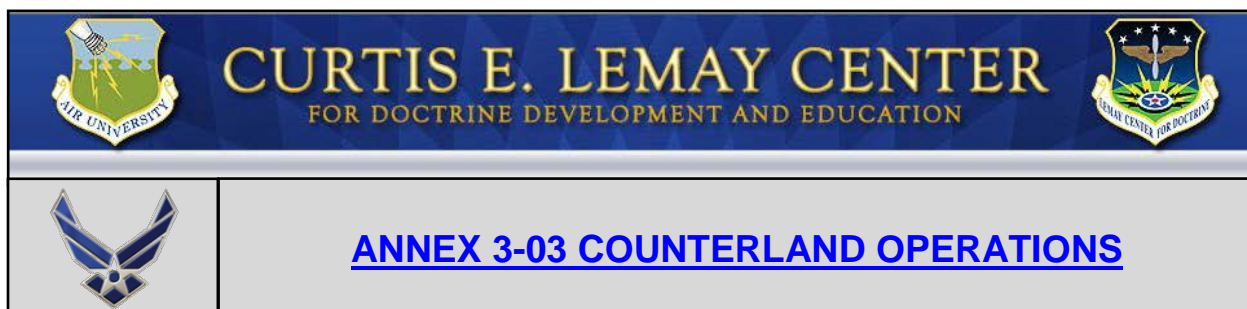 CURTIS E. LEMAY CENTER
FOR DOCTRINE DEVELOPMENT AND EDUCATION
AIR UNIVERSITY
LEMAY CENTER FOR DOCTRINE
ANNEX 3-03 COUNTERLAND OPERATIONS